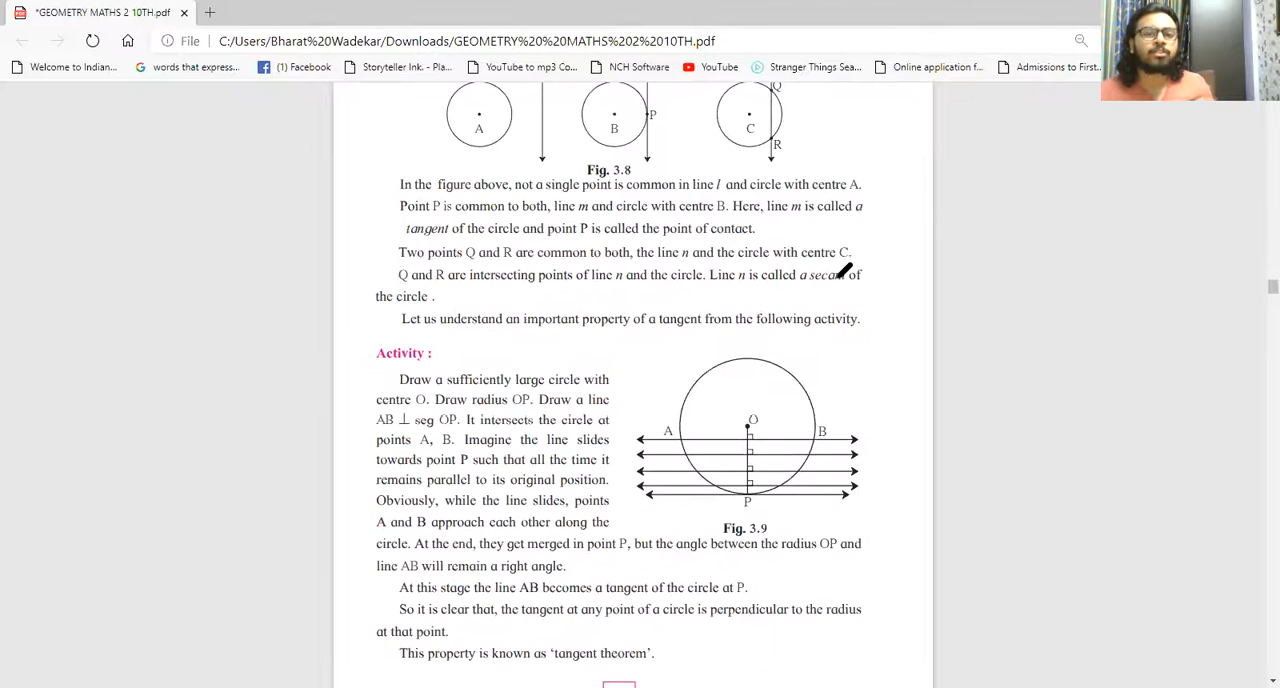 *GEOMETRY MATHS 2 10TH.pdf
File C:/Users/Bharat%20Wadekar/Downloads/GEOMETRY%20%20MATHS%202%2010TH.pdf
Welcome to Indian... words that express... (1) Facebook Storyteller Ink. - Pla... YouTube to mp3 Co... NCH Software YouTube Stranger Things Sea... Online application f... Admissions to First...
A B P C Q R
Fig. 3.8
In the figure above, not a single point is common in line l and circle with centre A.
Point P is common to both, line m and circle with centre B. Here, line m is called a
tangent of the circle and point P is called the point of contact.
Two points Q and R are common to both, the line n and the circle with centre C.
Q and R are intersecting points of line n and the circle. Line n is called a secant of
the circle .
Let us understand an important property of a tangent from the following activity.
Activity :
Draw a sufficiently large circle with
centre O. Draw radius OP. Draw a line
AB ⊥ seg OP. It intersects the circle at
points A, B. Imagine the line slides
towards point P such that all the time it
remains parallel to its original position.
Obviously, while the line slides, points
A and B approach each other along the
O
A B
P
Fig. 3.9
circle. At the end, they get merged in point P, but the angle between the radius OP and
line AB will remain a right angle.
At this stage the line AB becomes a tangent of the circle at P.
So it is clear that, the tangent at any point of a circle is perpendicular to the radius
at that point.
This property is known as ‘tangent theorem’.